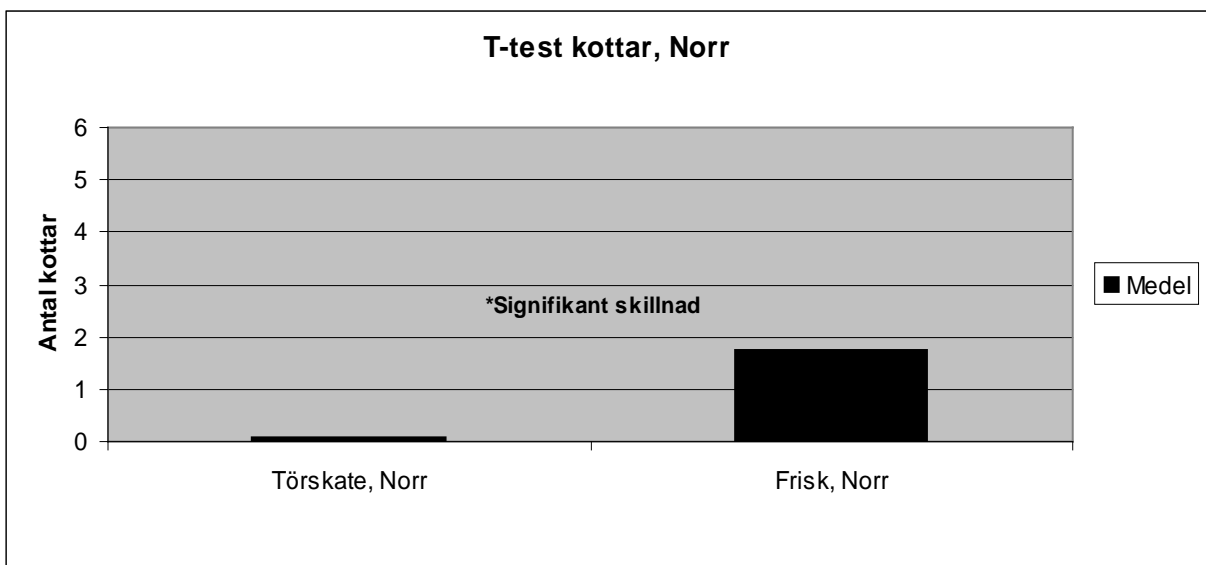 T-test kottar, Norr
Antal kottar
6
5
4
3
2
1
0
*Signifikant skillnad
Törskate, Norr
Frisk, Norr
Medel